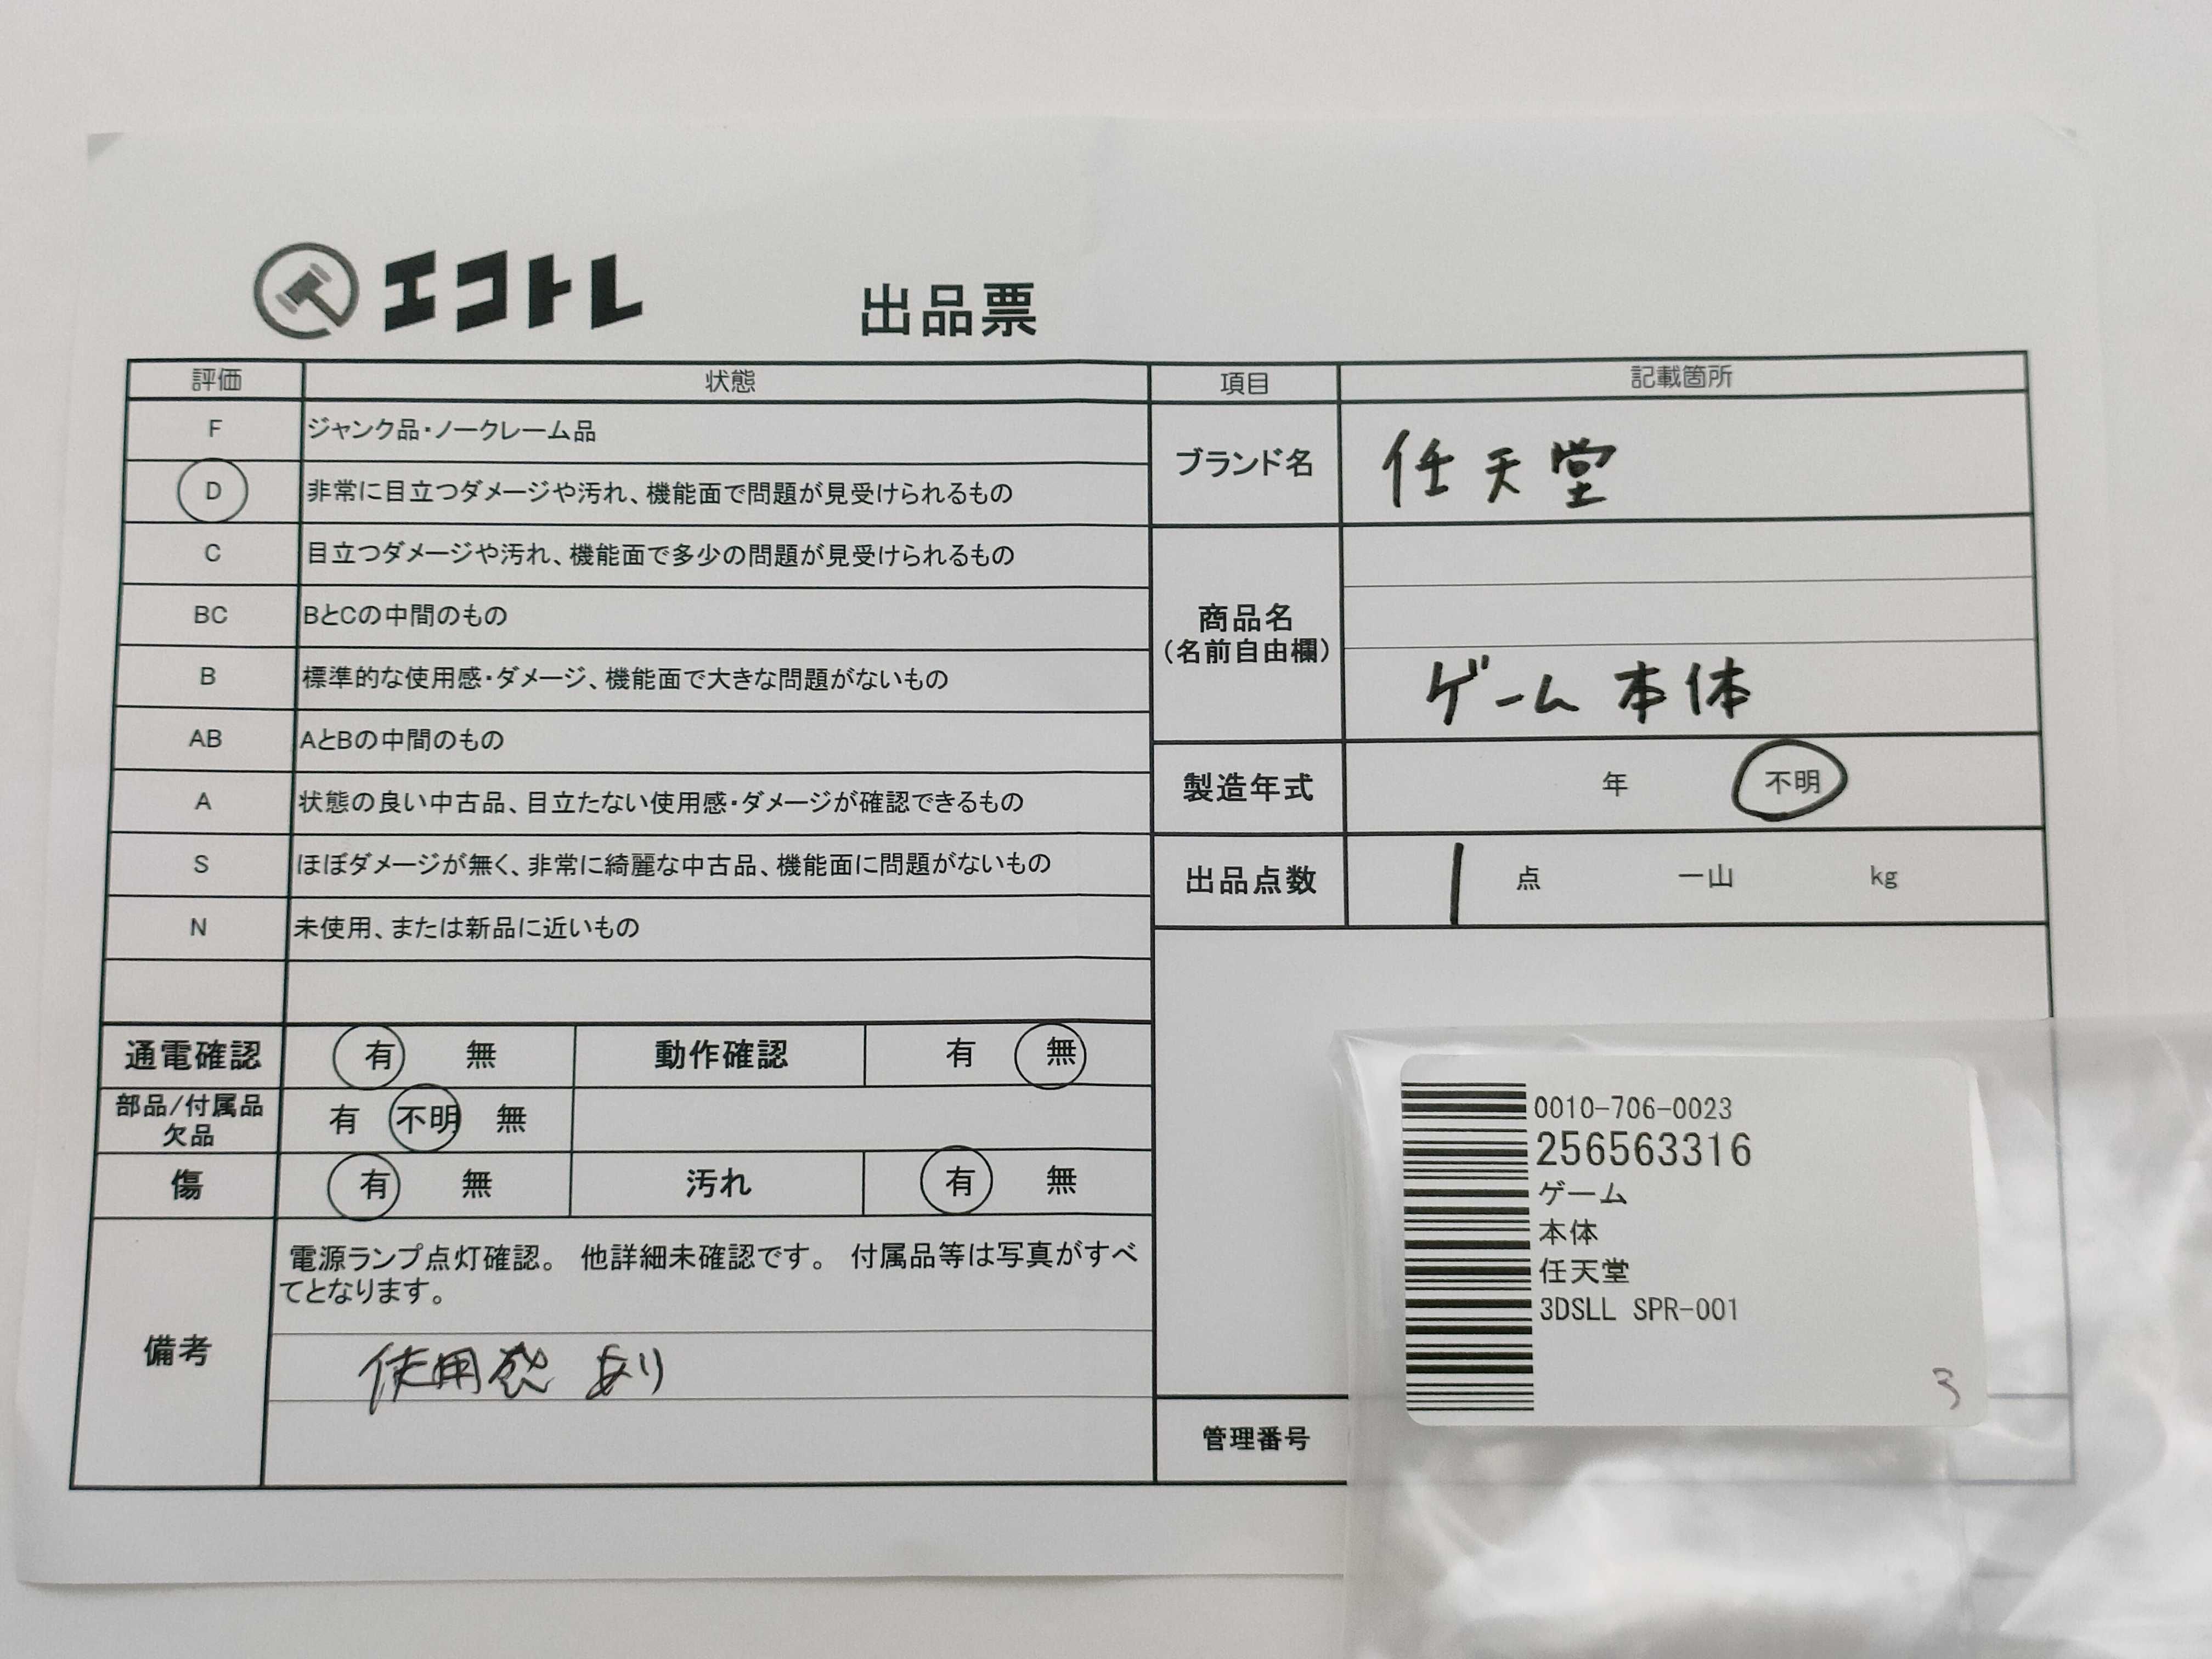 エコトレ
出品票
評価 状態
F ジャンク品・ノークレーム品
D 非常に目立つダメージや汚れ、機能面で問題が見受けられるもの
C 目立つダメージや汚れ、機能面で多少の問題が見受けられるもの
BC BとCの中間のもの
B 標準的な使用感・ダメージ、機能面で大きな問題がないもの
AB AとBの中間のもの
A 状態の良い中古品、目立たない使用感・ダメージが確認できるもの
S ほぼダメージが無く、非常に綺麗な中古品、機能面に問題がないもの
N 未使用、または新品に近いもの
通電確認 有 無 動作確認 有 無
部品/付属品
欠品 有 不明 無
傷 有 無 汚れ 有 無
備考
電源ランプ点灯確認。 他詳細未確認です。 付属品等は写真がすべ
てとなります。
使用感 あり
項目 記載箇所
ブランド名 任天堂
商品名
(名前自由欄)
ゲーム本体
製造年式 年 不明
出品点数 1 点 一山 kg
管理番号
0010-706-0023
256563316
ゲーム
本体
任天堂
3DSLL SPR-001
3